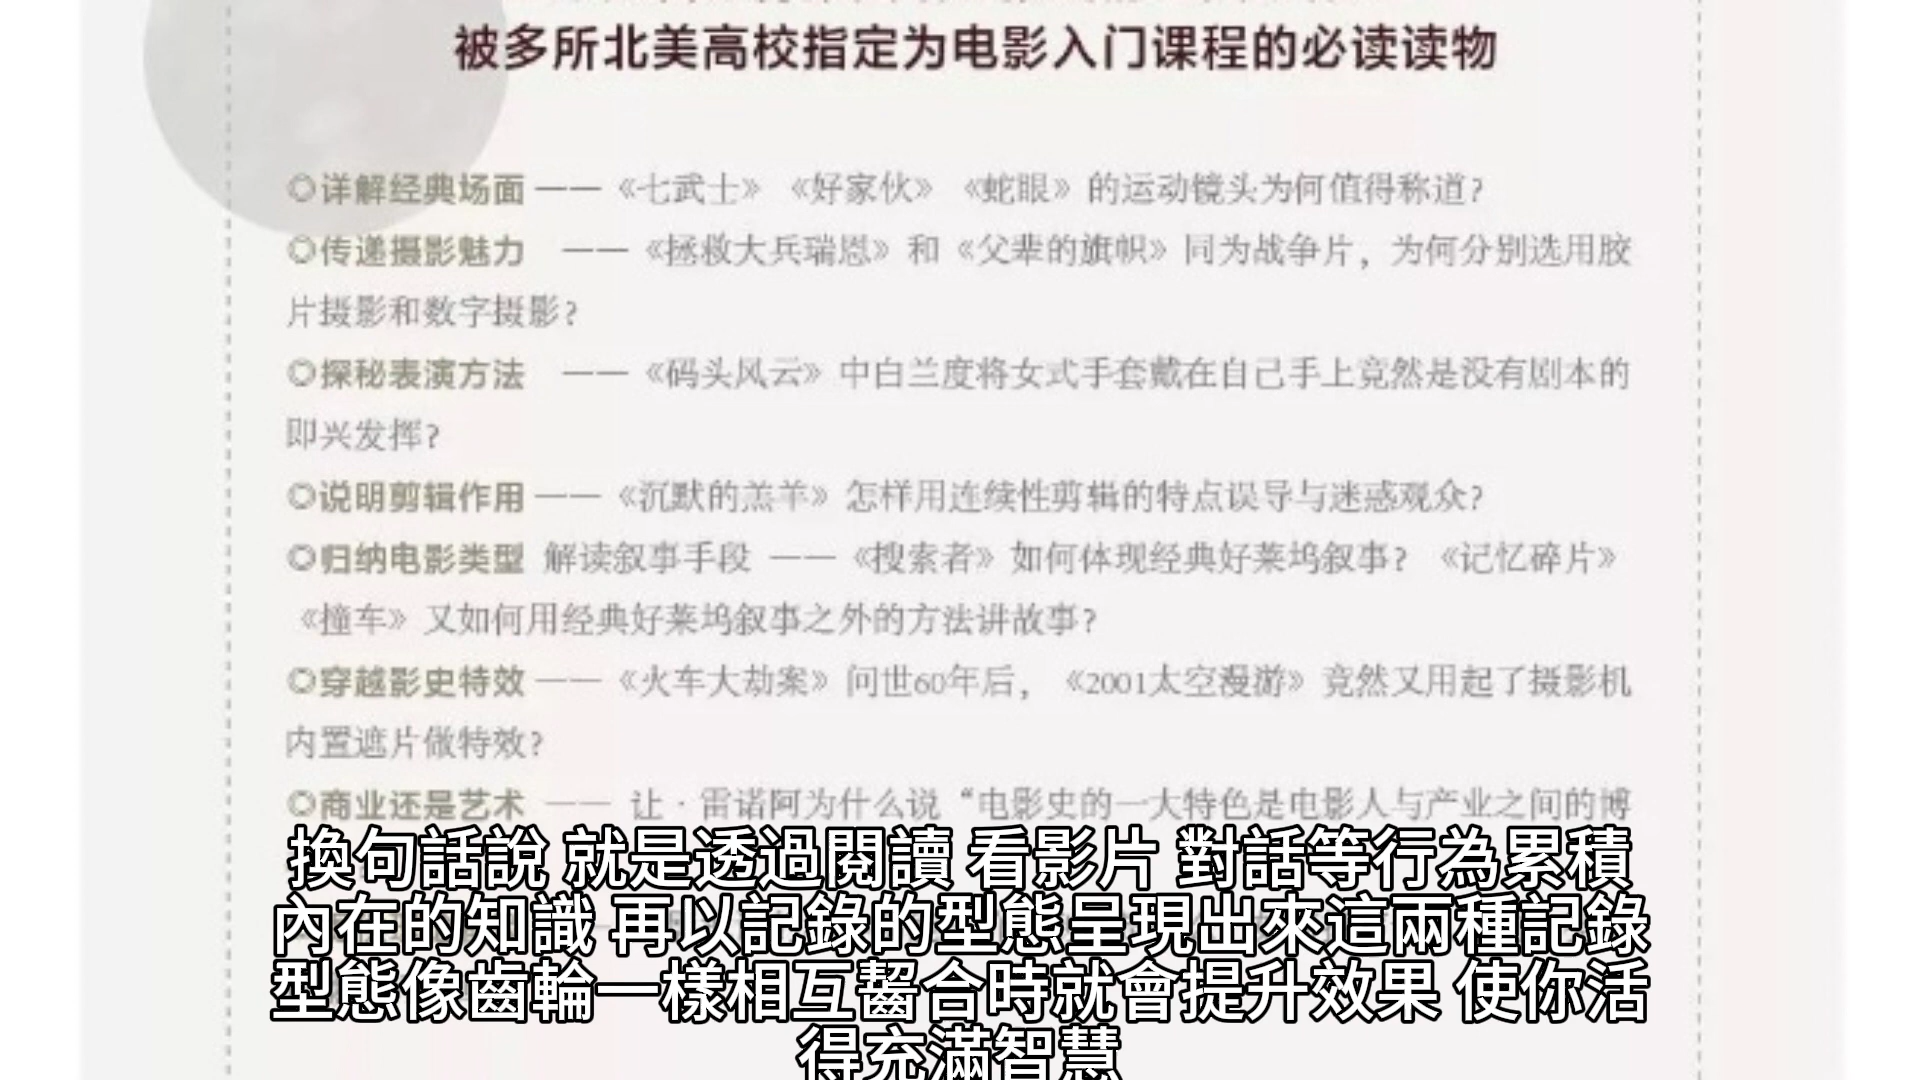 被多所北美高校指定为电影入门课程的必读读物
◎详解经典场面 —— 《七武士》 《好家伙》 《蛇眼》 的运动镜头为何值得称道?
◎传递摄影魅力 —— 《拯救大兵瑞恩》 和 《父辈的旗帜》 同为战争片，为何分别选用胶
片摄影和数字摄影?
◎探秘表演方法 —— 《码头风云》 中白兰度将女式手套戴在自己手上竟然是没有剧本的
即兴发挥?
◎说明剪辑作用 —— 《沉默的羔羊》 怎样用连续性剪辑的特点误导与迷惑观众?
◎归纳电影类型 解读叙事手段 —— 《搜索者》 如何体现经典好莱坞叙事? 《记忆碎片》
《撞车》 又如何用经典好莱坞叙事之外的方法讲故事?
◎穿越影史特效 —— 《火车大劫案》 问世60年后， 《2001太空漫游》 竟然又用起了摄影机
内置遮片做特效?
◎商业还是艺术 —— 让 · 雷诺阿为什么说 “电影史的一大特色是电影人与产业之间的博
換句話說 就是透過閱讀 看影片 對話等行為累積
內在的知識 再以記錄的型態呈現出來這兩種記錄
型態像齒輪一樣相互齧合時就會提升效果 使你活
得充滿智慧